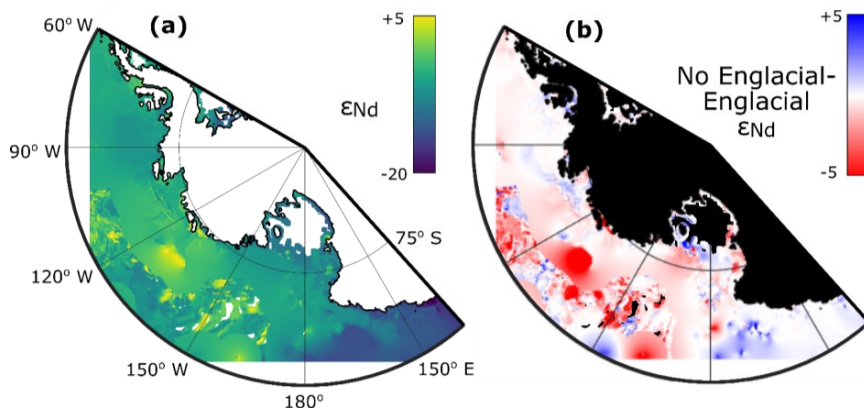 60° W
(a)
+5
εNd
-20
90° W
75° S
120° W
150° W
180°
150° E
(b)
+5
No Englacial-
Englacial
εNd
-5